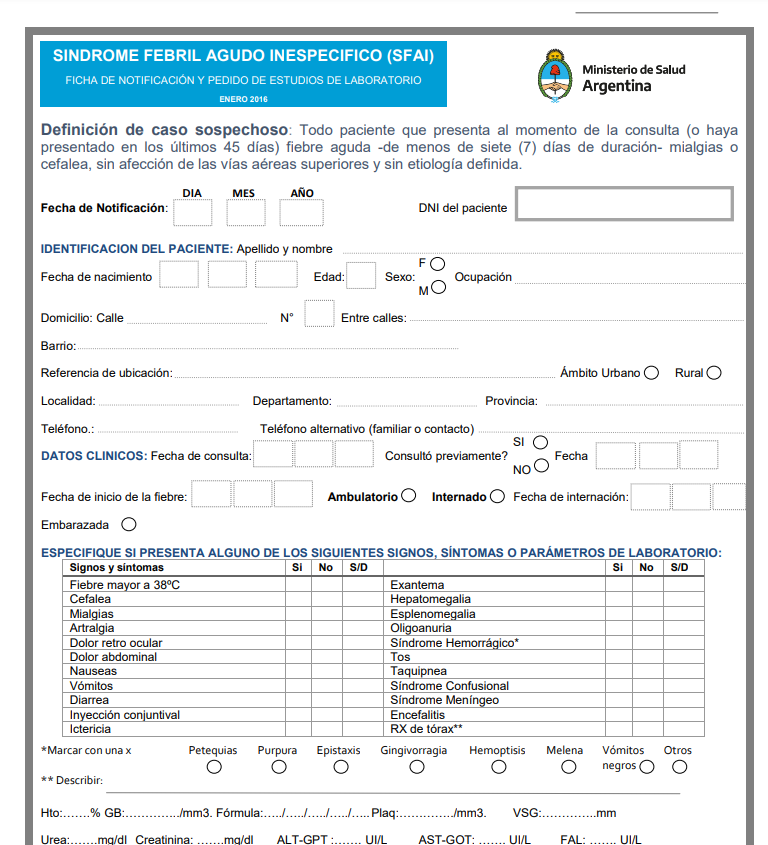 SINDROME FEBRIL AGUDO INESPECIFICO (SFAI)
FICHA DE NOTIFICACIÓN Y PEDIDO DE ESTUDIOS DE LABORATORIO
ENERO 2016
Ministerio de Salud
Argentina
Definición de caso sospechoso: Todo paciente que presenta al momento de la consulta (o haya
presentado en los últimos 45 días) fiebre aguda -de menos de siete (7) días de duración- mialgias o
cefalea, sin afección de las vías aéreas superiores y sin etiología definida.
DIA MES AÑO
Fecha de Notificación: DNI del paciente
IDENTIFICACION DEL PACIENTE: Apellido y nombre
Fecha de nacimiento Edad: Sexo: F Ocupación
M
Domicilio: Calle N° Entre calles:
Barrio:
Referencia de ubicación: Ámbito Urbano Rural
Localidad: Departamento: Provincia:
Teléfono.: Teléfono alternativo (familiar o contacto)
DATOS CLINICOS: Fecha de consulta: Consultó previamente? SI Fecha
NO
Fecha de inicio de la fiebre: Ambulatorio Internado Fecha de internación:
Embarazada
ESPECIFIQUE SI PRESENTA ALGUNO DE LOS SIGUIENTES SIGNOS, SÍNTOMAS O PARÁMETROS DE LABORATORIO:
Signos y síntomas Si No S/D Si No S/D
Fiebre mayor a 38ºC Exantema
Cefalea Hepatomegalia
Mialgias Esplenomegalia
Artralgia Oligoanuria
Dolor retro ocular Síndrome Hemorrágico*
Dolor abdominal Tos
Nauseas Taquipnea
Vómitos Síndrome Confusional
Diarrea Síndrome Meníngeo
Inyección conjuntival Encefalitis
Ictericia RX de tórax**
*Marcar con una x Petequias Purpura Epistaxis Gingivorragia Hemoptisis Melena Vómitos Otros
negros
** Describir:
Hto:.......% GB:............../mm3. Fórmula:...../...../...../...../..... Plaq:............../mm3. VSG:..............mm
Urea:.......mg/dl Creatinina: .......mg/dl ALT-GPT :....... UI/L AST-GOT: ....... UI/L FAL: ....... UI/L